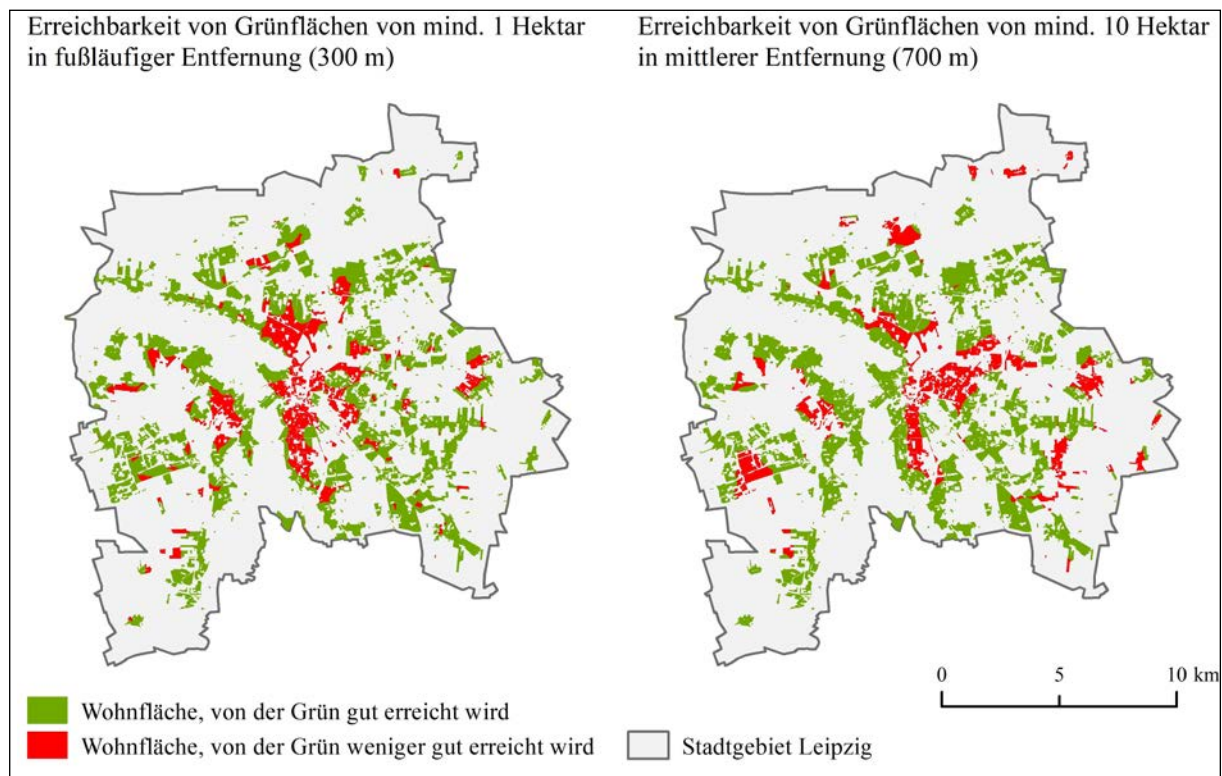 Erreichbarkeit von Grünflächen von mind. 1 Hektar
in fußläufiger Entfernung (300 m)
Erreichbarkeit von Grünflächen von mind. 10 Hektar
in mittlerer Entfernung (700 m)
0 5 10 km
Wohnfläche, von der Grün gut erreicht wird
Wohnfläche, von der Grün weniger gut erreicht wird
Stadtgebiet Leipzig